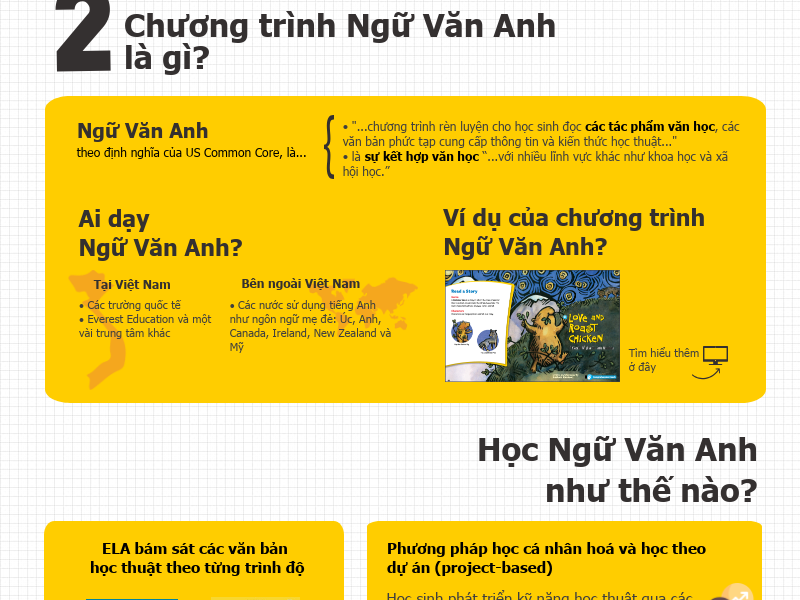 2
Chương trình Ngữ Văn Anh
là gì?
Ngữ Văn Anh
theo định nghĩa của US Common Core, là...
• "...chương trình rèn luyện cho học sinh đọc các tác phẩm văn học, các
văn bản phức tạp cung cấp thông tin và kiến thức học thuật..."
• là sự kết hợp văn học “...với nhiều lĩnh vực khác như khoa học và xã
hội học.”
Ai dạy
Ngữ Văn Anh?
Tại Việt Nam
• Các trường quốc tế
• Everest Education và một
vài trung tâm khác
Bên ngoài Việt Nam
• Các nước sử dụng tiếng Anh
như ngôn ngữ mẹ đẻ: Úc, Anh,
Canada, Ireland, New Zealand và
Mỹ
Ví dụ của chương trình
Ngữ Văn Anh?
Read a Story
LOVE AND
ROAST
CHICKEN
Tìm hiểu thêm
ở đây
Học Ngữ Văn Anh
như thế nào?
ELA bám sát các văn bản
học thuật theo từng trình độ
Phương pháp học cá nhân hoá và học theo
dự án (project-based)
Học sinh phát triển kỹ năng học thuật qua các